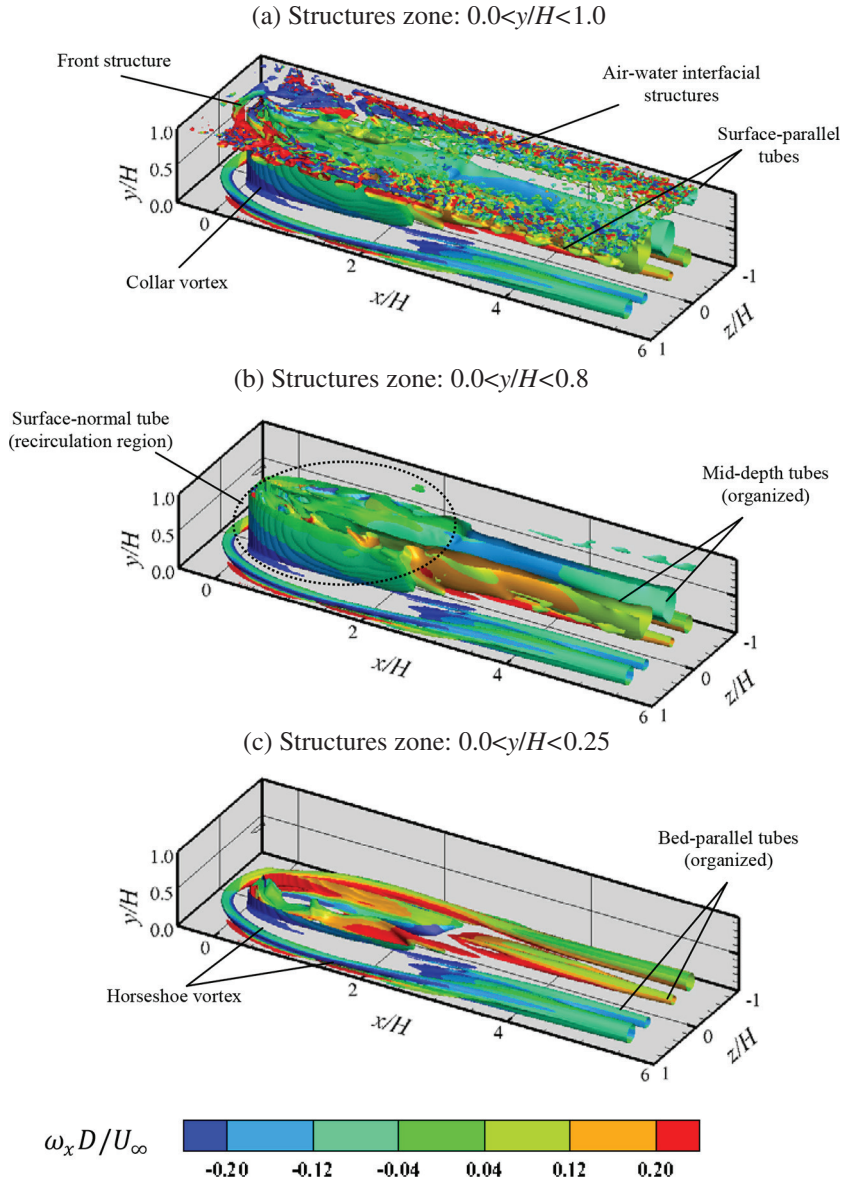 (a) Structures zone: 0.0<y/H<1.0
Front structure
Air-water interfacial
structures
Surface-parallel
tubes
1.0
0.5
0.0
y/H
0
2
4
6
x/H
Collar vortex
-1
0
1
z/H
(b) Structures zone: 0.0<y/H<0.8
Surface-normal tube
(recirculation region)
Mid-depth tubes
(organized)
1.0
0.5
0.0
y/H
0
2
4
6
x/H
-1
0
1
z/H
(c) Structures zone: 0.0<y/H<0.25
Bed-parallel tubes
(organized)
1.0
0.5
0.0
y/H
0
2
4
6
x/H
Horseshoe vortex
-1
0
1
z/H
ωₓD/U∞
-0.20 -0.12 -0.04 0.04 0.12 0.20